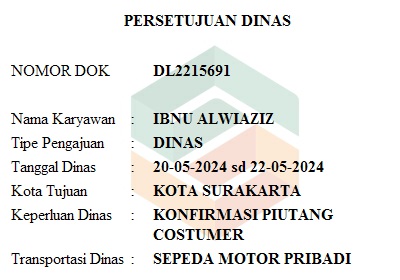 PERSETUJUAN DINAS
NOMOR DOK DL2215691
Nama Karyawan : IBNU ALWIAZIZ
Tipe Pengajuan : DINAS
Tanggal Dinas : 20-05-2024 sd 22-05-2024
Kota Tujuan : KOTA SURAKARTA
Keperluan Dinas : KONFIRMASI PIUTANG
COSTUMER
Transportasi Dinas : SEPEDA MOTOR PRIBADI